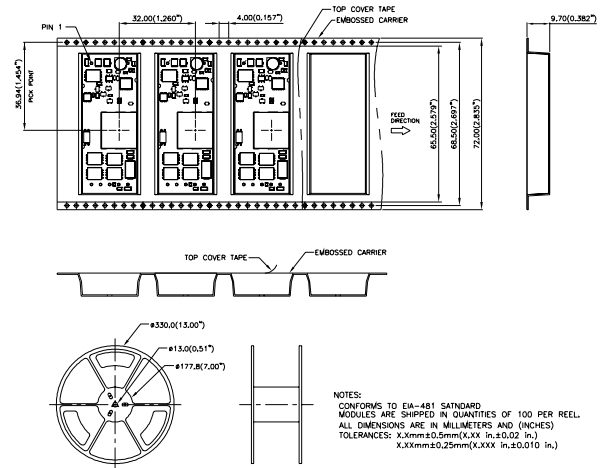 TOP COVER TAPE
EMBOSSED CARRIER
32.00(1.260")
4.00(0.157")
9.70(0.382")
PIN 1
36.94(1.454")
PICK POINT
FEED
DIRECTION
65.50(2.579")
68.50(2.697")
72.00(2.835")
TOP COVER TAPE
EMBOSSED CARRIER
ø330.0(13.00")
ø13.0(0.51")
ø177.8(7.00")
NOTES:
CONFORMS TO EIA-481 SATNDARD
MODULES ARE SHIPPED IN QUANTITIES OF 100 PER REEL.
ALL DIMENSIONS ARE IN MILLIMETERS AND (INCHES)
TOLERANCES: X.Xmm±0.5mm(X.XX in.±0.02 in.)
X.XXmm±0.25mm(X.XXX in.±0.010 in.)